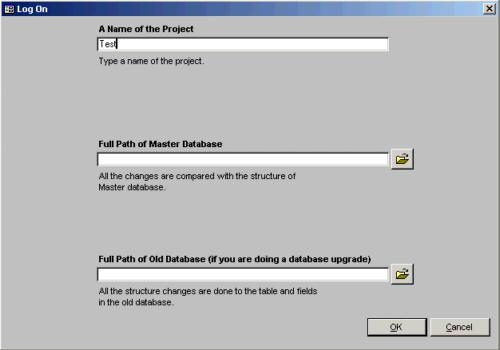 Log On
A Name of the Project
Test
Type a name of the project.
Full Path of Master Database
All the changes are compared with the structure of
Master database.
Full Path of Old Database (if you are doing a database upgrade)
All the structure changes are done to the table and fields
in the old database.
OK Cancel